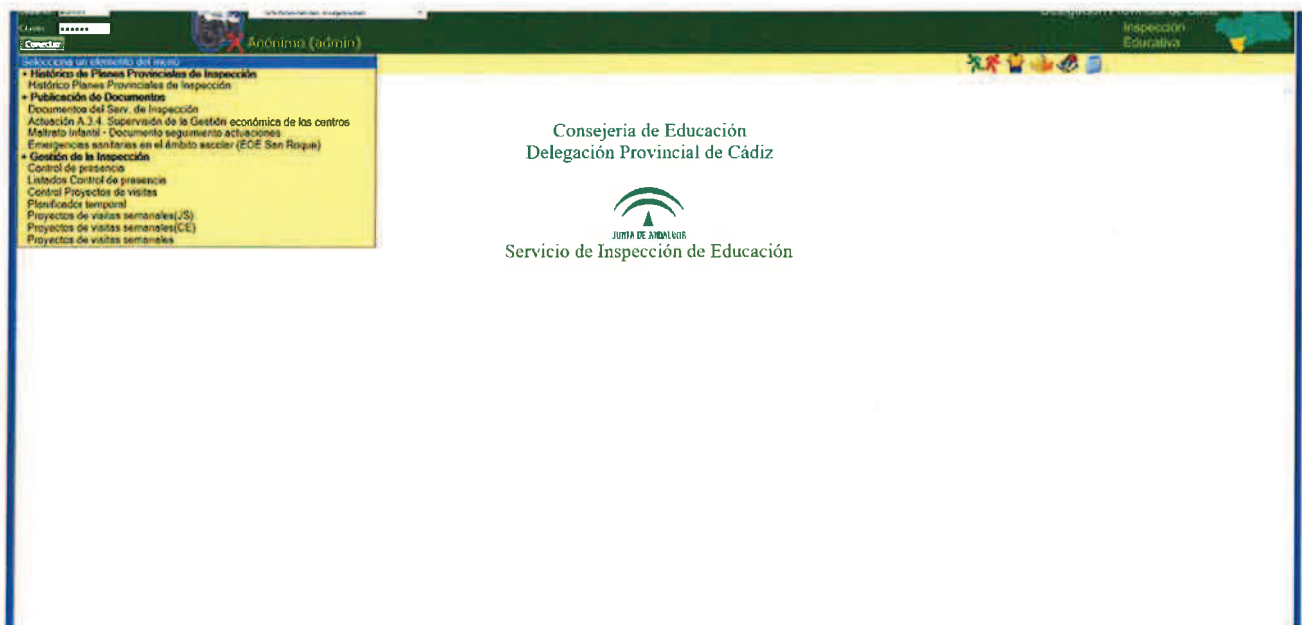 Clave: ******
Conectar
Anónimo (admin)
Inspección
Educativa
Selecciona un elemento del menú
+ Histórico de Planes Provinciales de Inspección
Histórico Planes Provinciales de Inspección
+ Publicación de Documentos
Documentos del Serv. de Inspección
Actuación A.3.4. Supervisión de la Gestión económica de los centros
Maltrato Infantil - Documento seguimiento actuaciones
Emergencias sanitarias en el ámbito escolar (EOE San Roque)
+ Gestión de la Inspección
Control de presencia
Listados Control de presencia
Control Proyectos de visitas
Planificador temporal
Proyectos de visitas semanales(JS)
Proyectos de visitas semanales(CE)
Proyectos de visitas semanales
Consejeria de Educación
Delegación Provincial de Cádiz
JUNTA DE ANDALUCIA
Servicio de Inspección de Educación